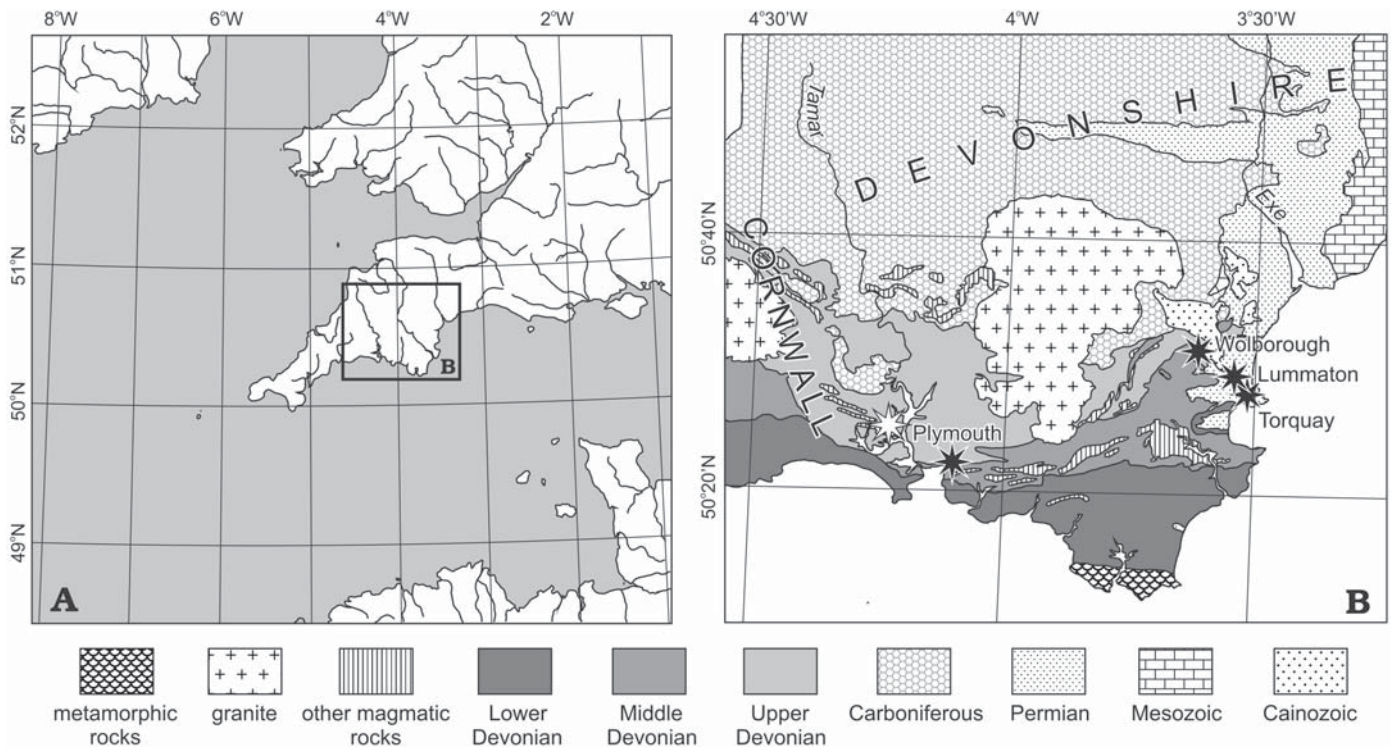 8°W 6°W 4°W 2°W
52°N
51°N
50°N
49°N
B
A
4°30'W 4°W 3°30'W
50°40'N
50°20'N
DEVONSHIRE
CORNWALL
Tamar
Exe
Wolborough
Lummaton
Torquay
Plymouth
B
metamorphic
rocks
granite
other magmatic
rocks
Lower
Devonian
Middle
Devonian
Upper
Devonian
Carboniferous
Permian
Mesozoic
Cainozoic